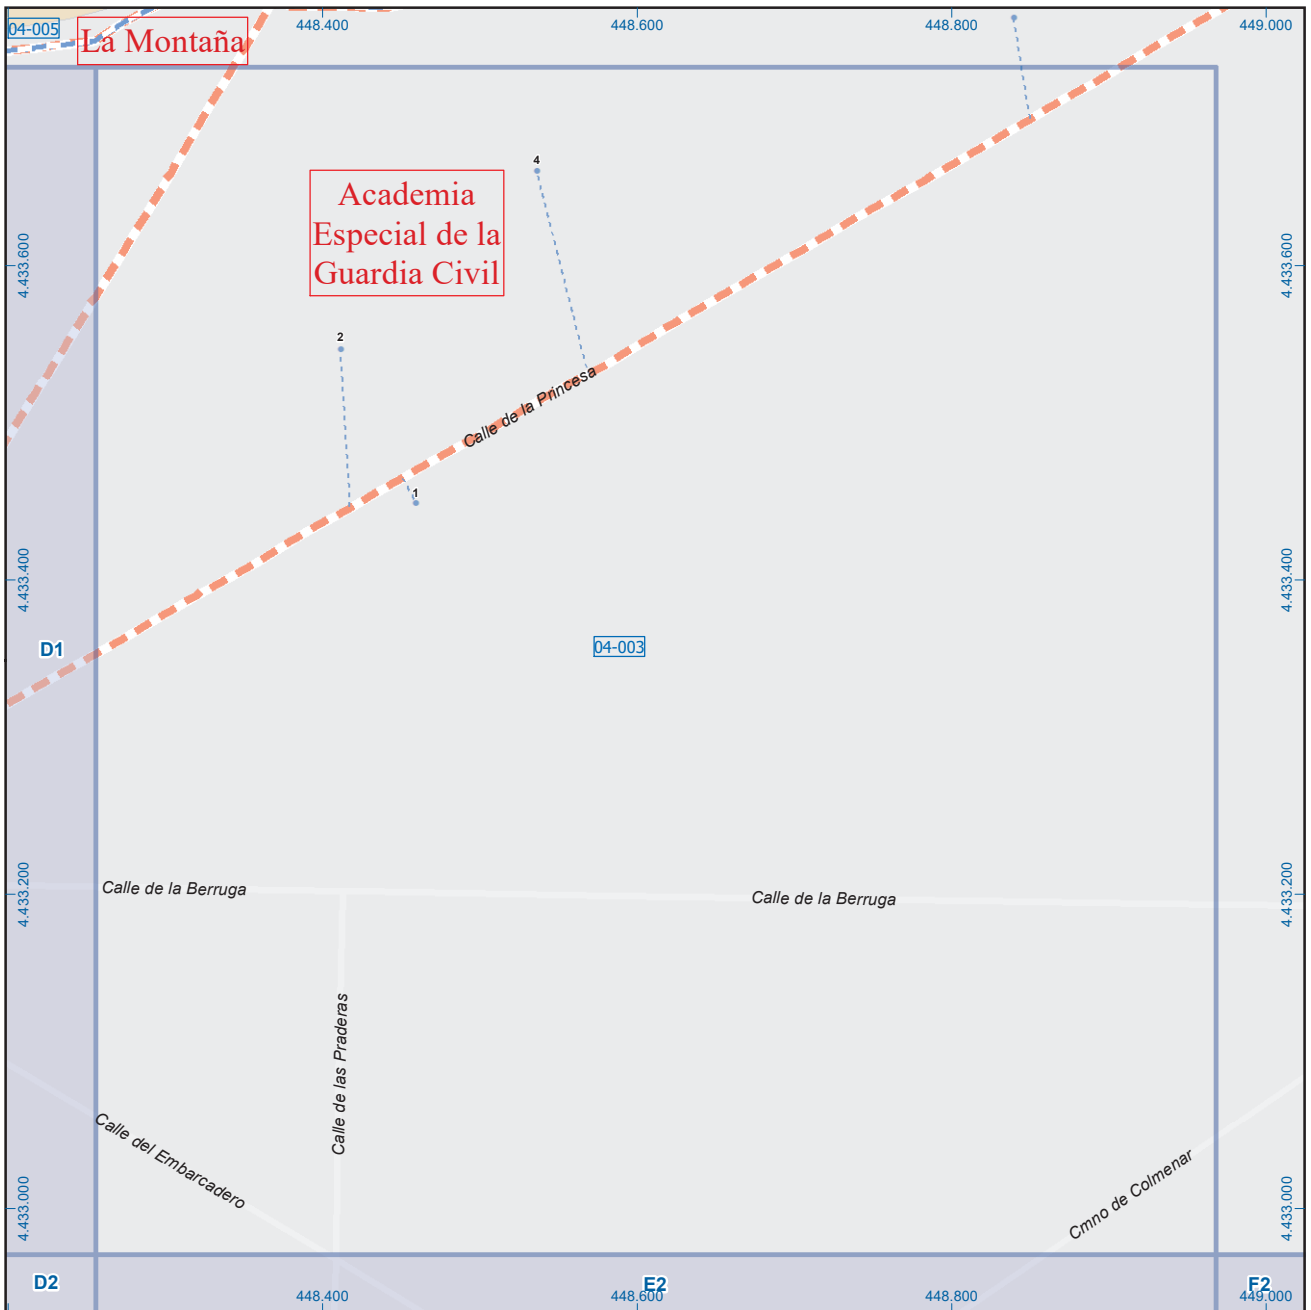 04-005
La Montaña
448.400
448.600
448.800
449.000
4
Academia
Especial de la
Guardia Civil
4.433.600
4.433.600
2
Calle de la Princesa
1
4.433.400
4.433.400
D1
04-003
Calle de la Berruga
Calle de la Berruga
4.433.200
4.433.200
Calle de las Praderas
Calle del Embarcadero
Cmno de Colmenar
4.433.000
4.433.000
D2
E2
F2
448.400
448.600
448.800
449.000